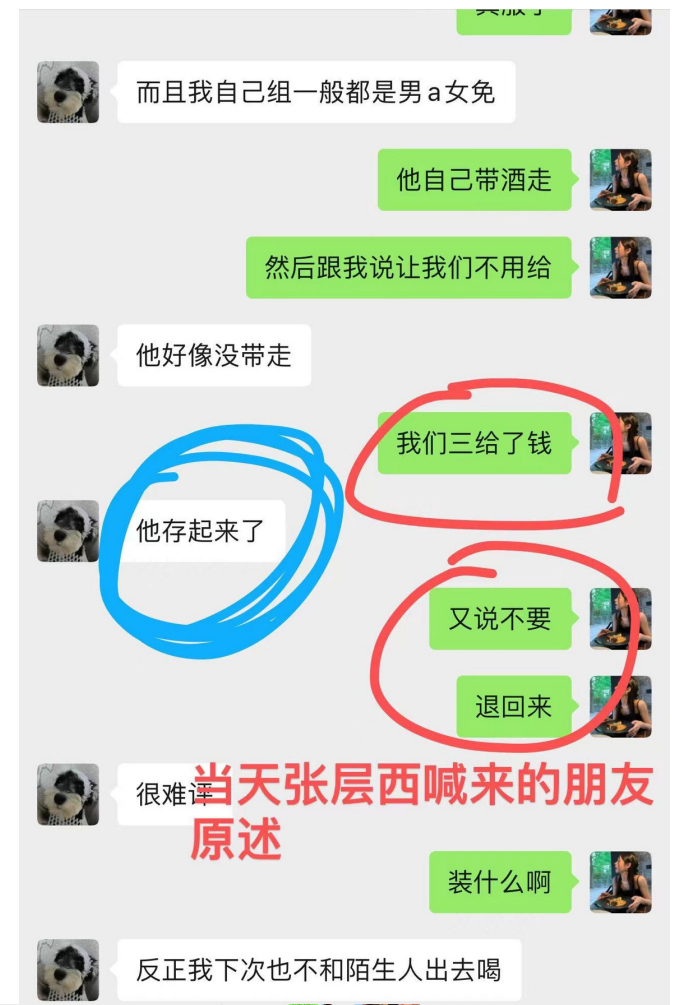 而且我自己组一般都是男a女免
他自己带酒走
然后跟我说让我们不用给
他好像没带走
我们三给了钱
他存起来了
又说不要
退回来
很难评
当天张层西喊来的朋友
原述
装什么啊
反正我下次也不和陌生人出去喝